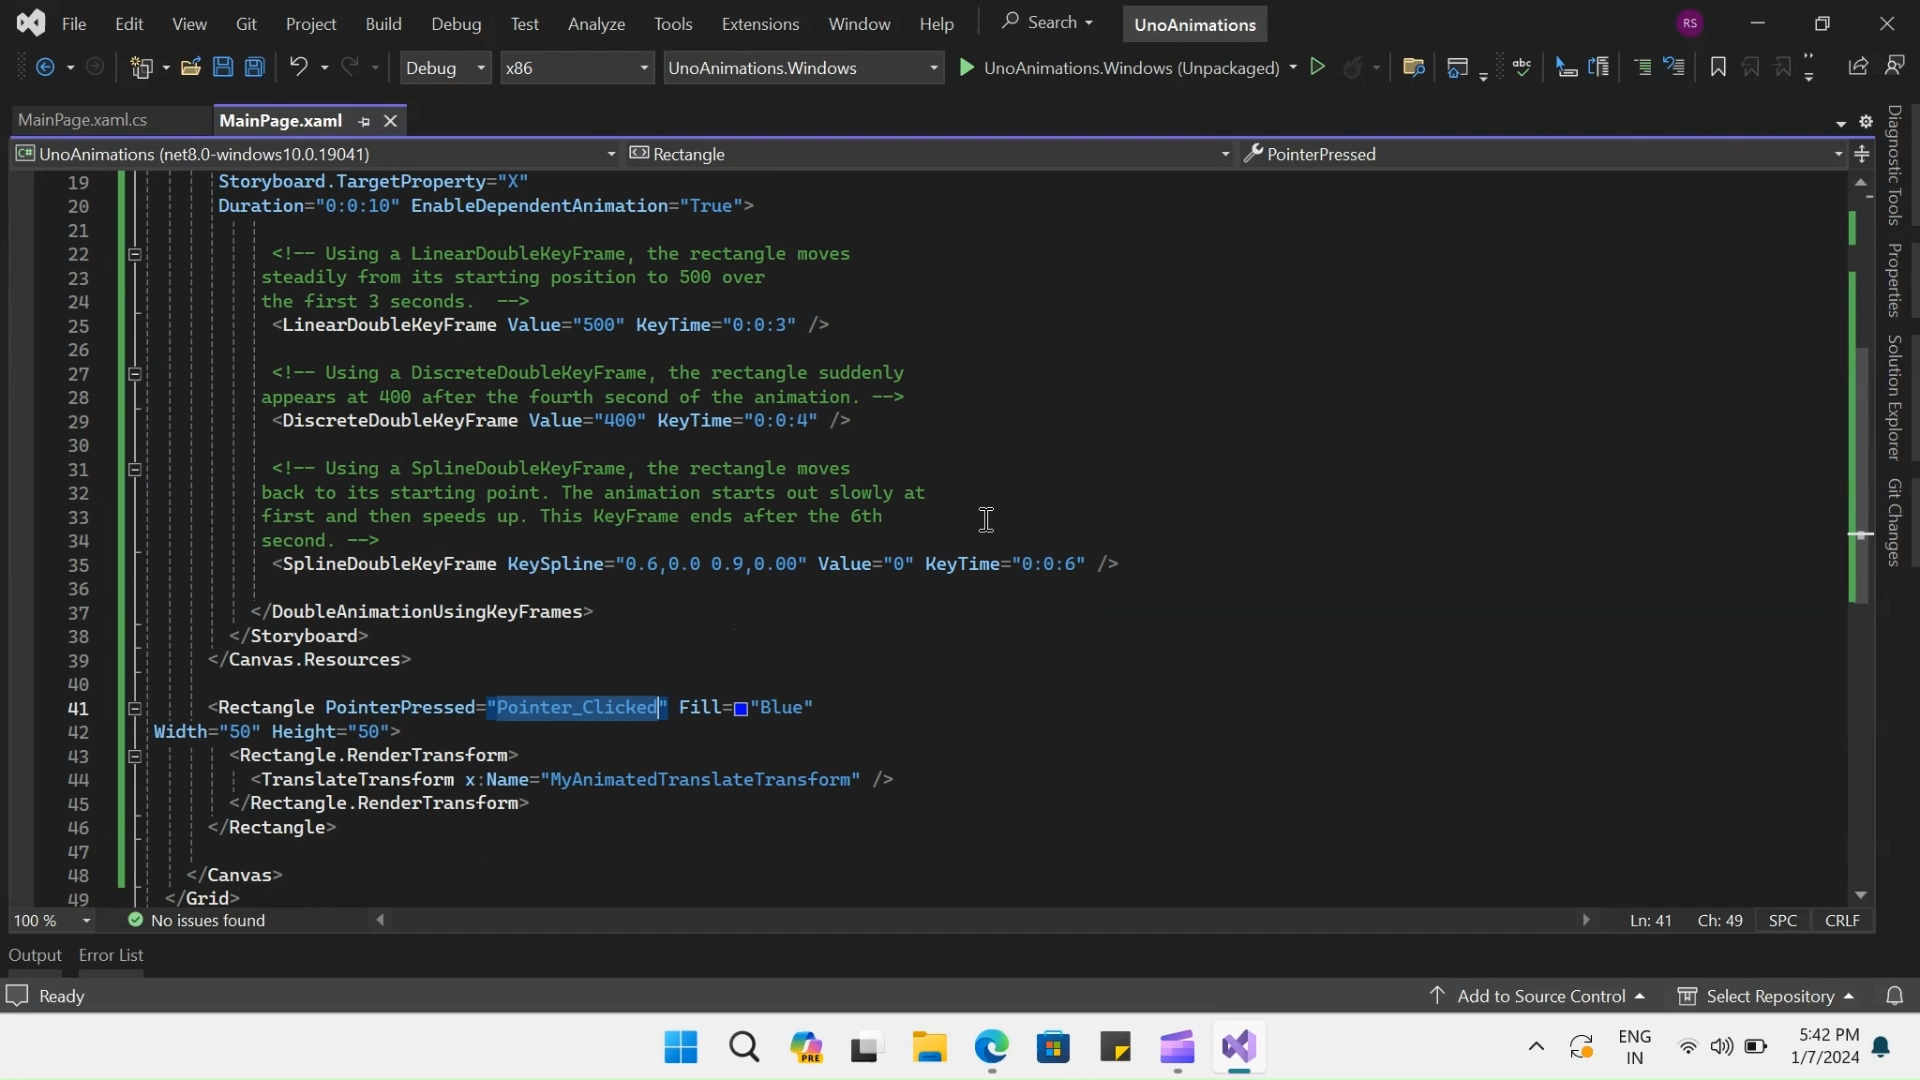 File Edit View Git Project Build Debug Test Analyze Tools Extensions Window Help Search UnoAnimations RS
Debug x86 UnoAnimations.Windows UnoAnimations.Windows (Unpackaged)
MainPage.xaml.cs MainPage.xaml
UnoAnimations (net8.0-windows10.0.19041) Rectangle PointerPressed
19 Storyboard.TargetProperty="X"
20 Duration="0:0:10" EnableDependentAnimation="True">
21
22 <!-- Using a LinearDoubleKeyFrame, the rectangle moves
23 steadily from its starting position to 500 over
24 the first 3 seconds.  -->
25 <LinearDoubleKeyFrame Value="500" KeyTime="0:0:3" />
26
27 <!-- Using a DiscreteDoubleKeyFrame, the rectangle suddenly
28 appears at 400 after the fourth second of the animation. -->
29 <DiscreteDoubleKeyFrame Value="400" KeyTime="0:0:4" />
30
31 <!-- Using a SplineDoubleKeyFrame, the rectangle moves
32 back to its starting point. The animation starts out slowly at
33 first and then speeds up. This KeyFrame ends after the 6th
34 second. -->
35 <SplineDoubleKeyFrame KeySpline="0.6,0.0 0.9,0.00" Value="0" KeyTime="0:0:6" />
36
37 </DoubleAnimationUsingKeyFrames>
38 </Storyboard>
39 </Canvas.Resources>
40
41 <Rectangle PointerPressed="Pointer_Clicked" Fill="Blue"
42 Width="50" Height="50">
43 <Rectangle.RenderTransform>
44 <TranslateTransform x:Name="MyAnimatedTranslateTransform" />
45 </Rectangle.RenderTransform>
46 </Rectangle>
47
48 </Canvas>
49 </Grid>
100 % No issues found Ln: 41 Ch: 49 SPC CRLF
Output Error List
Ready Add to Source Control Select Repository
Diagnostic Tools
Properties
Solution Explorer
Git Changes
PRE
ENG
IN
5:42 PM
1/7/2024